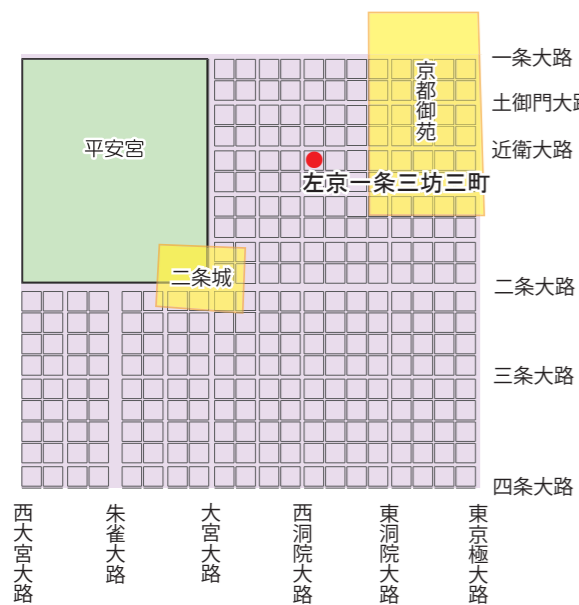 一条大路
京都御苑
土御門大路
平安宮
近衛大路
左京一条三坊三町
二条城
二条大路
三条大路
四条大路
西大宮大路
朱雀大路
大宮大路
西洞院大路
東洞院大路
東京極大路